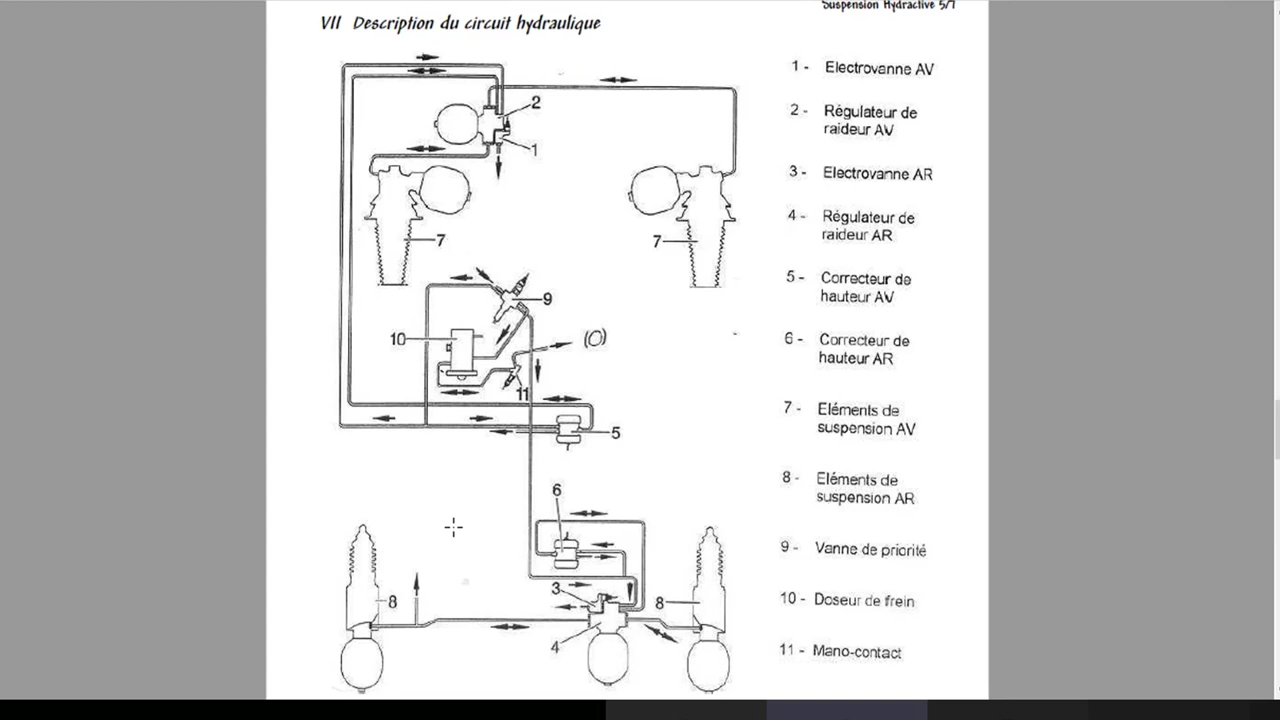 Suspension Hydractive 5/7
VII Description du circuit hydraulique
2
1
7
7
9
10
(O)
11
5
6
3
8
8
4
1 - Electrovanne AV
2 - Régulateur de
raideur AV
3 - Electrovanne AR
4 - Régulateur de
raideur AR
5 - Correcteur de
hauteur AV
6 - Correcteur de
hauteur AR
7 - Eléments de
suspension AV
8 - Eléments de
suspension AR
9 - Vanne de priorité
10 - Doseur de frein
11 - Mano-contact